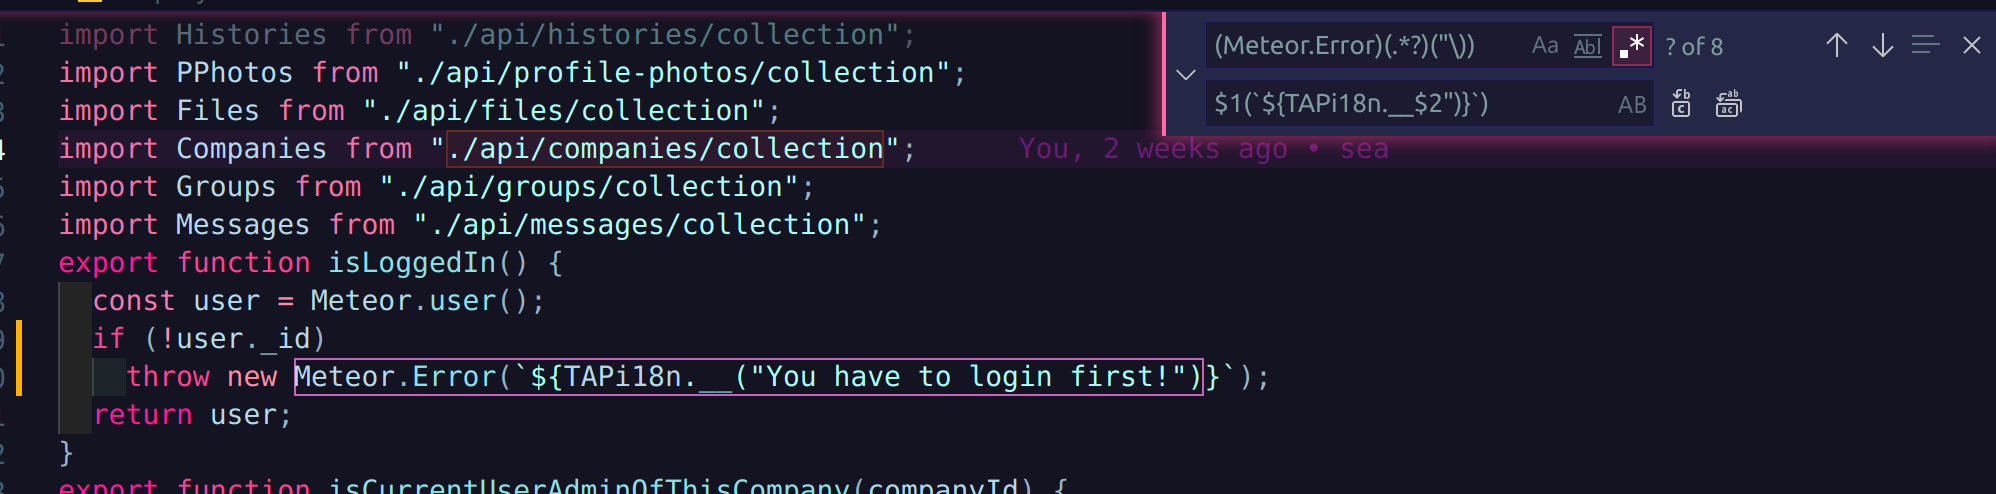 import Histories from "./api/histories/collection";
import PPhotos from "./api/profile-photos/collection";
import Files from "./api/files/collection";
import Companies from "./api/companies/collection"; You, 2 weeks ago • sea
import Groups from "./api/groups/collection";
import Messages from "./api/messages/collection";
export function isLoggedIn() {
const user = Meteor.user();
if (!user._id)
throw new Meteor.Error(`${TAPi18n.__("You have to login first!")}`);
return user;
}
export function isCurrentUserAdminOfThisCompany(companyId) {
(Meteor.Error)(.*?)("\)) Aa Abl .* ? of 8
$1(`${TAPi18n.__$2")}`) AB